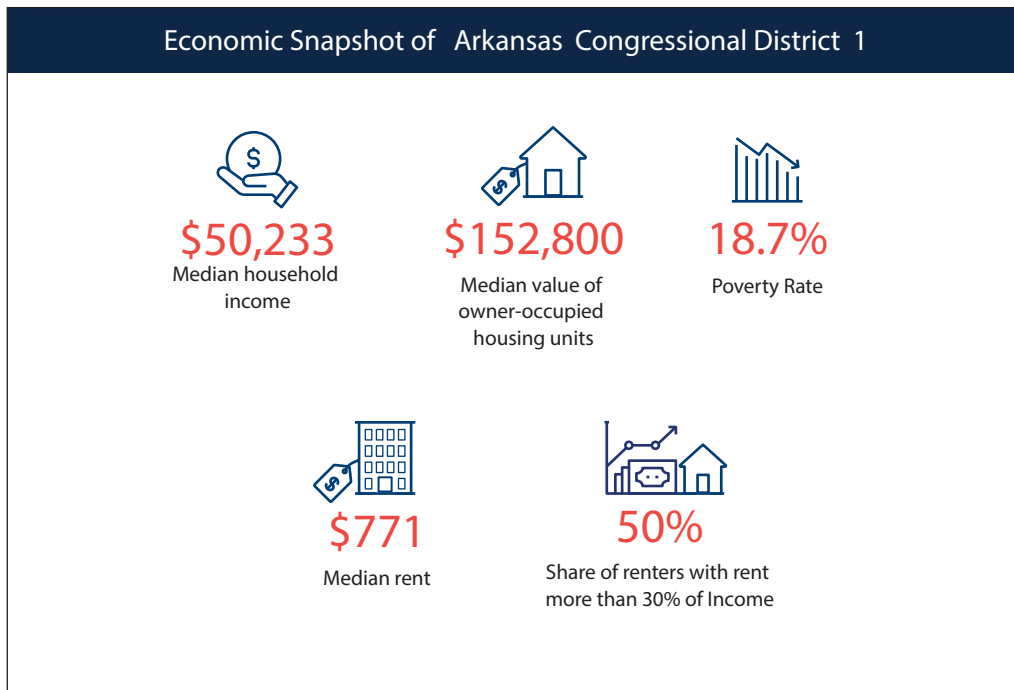 Economic Snapshot of Arkansas Congressional District 1
$
$
$50,233
Median household
income
$152,800
Median value of
owner-occupied
housing units
18.7%
Poverty Rate
$
$771
Median rent
50%
Share of renters with rent
more than 30% of Income